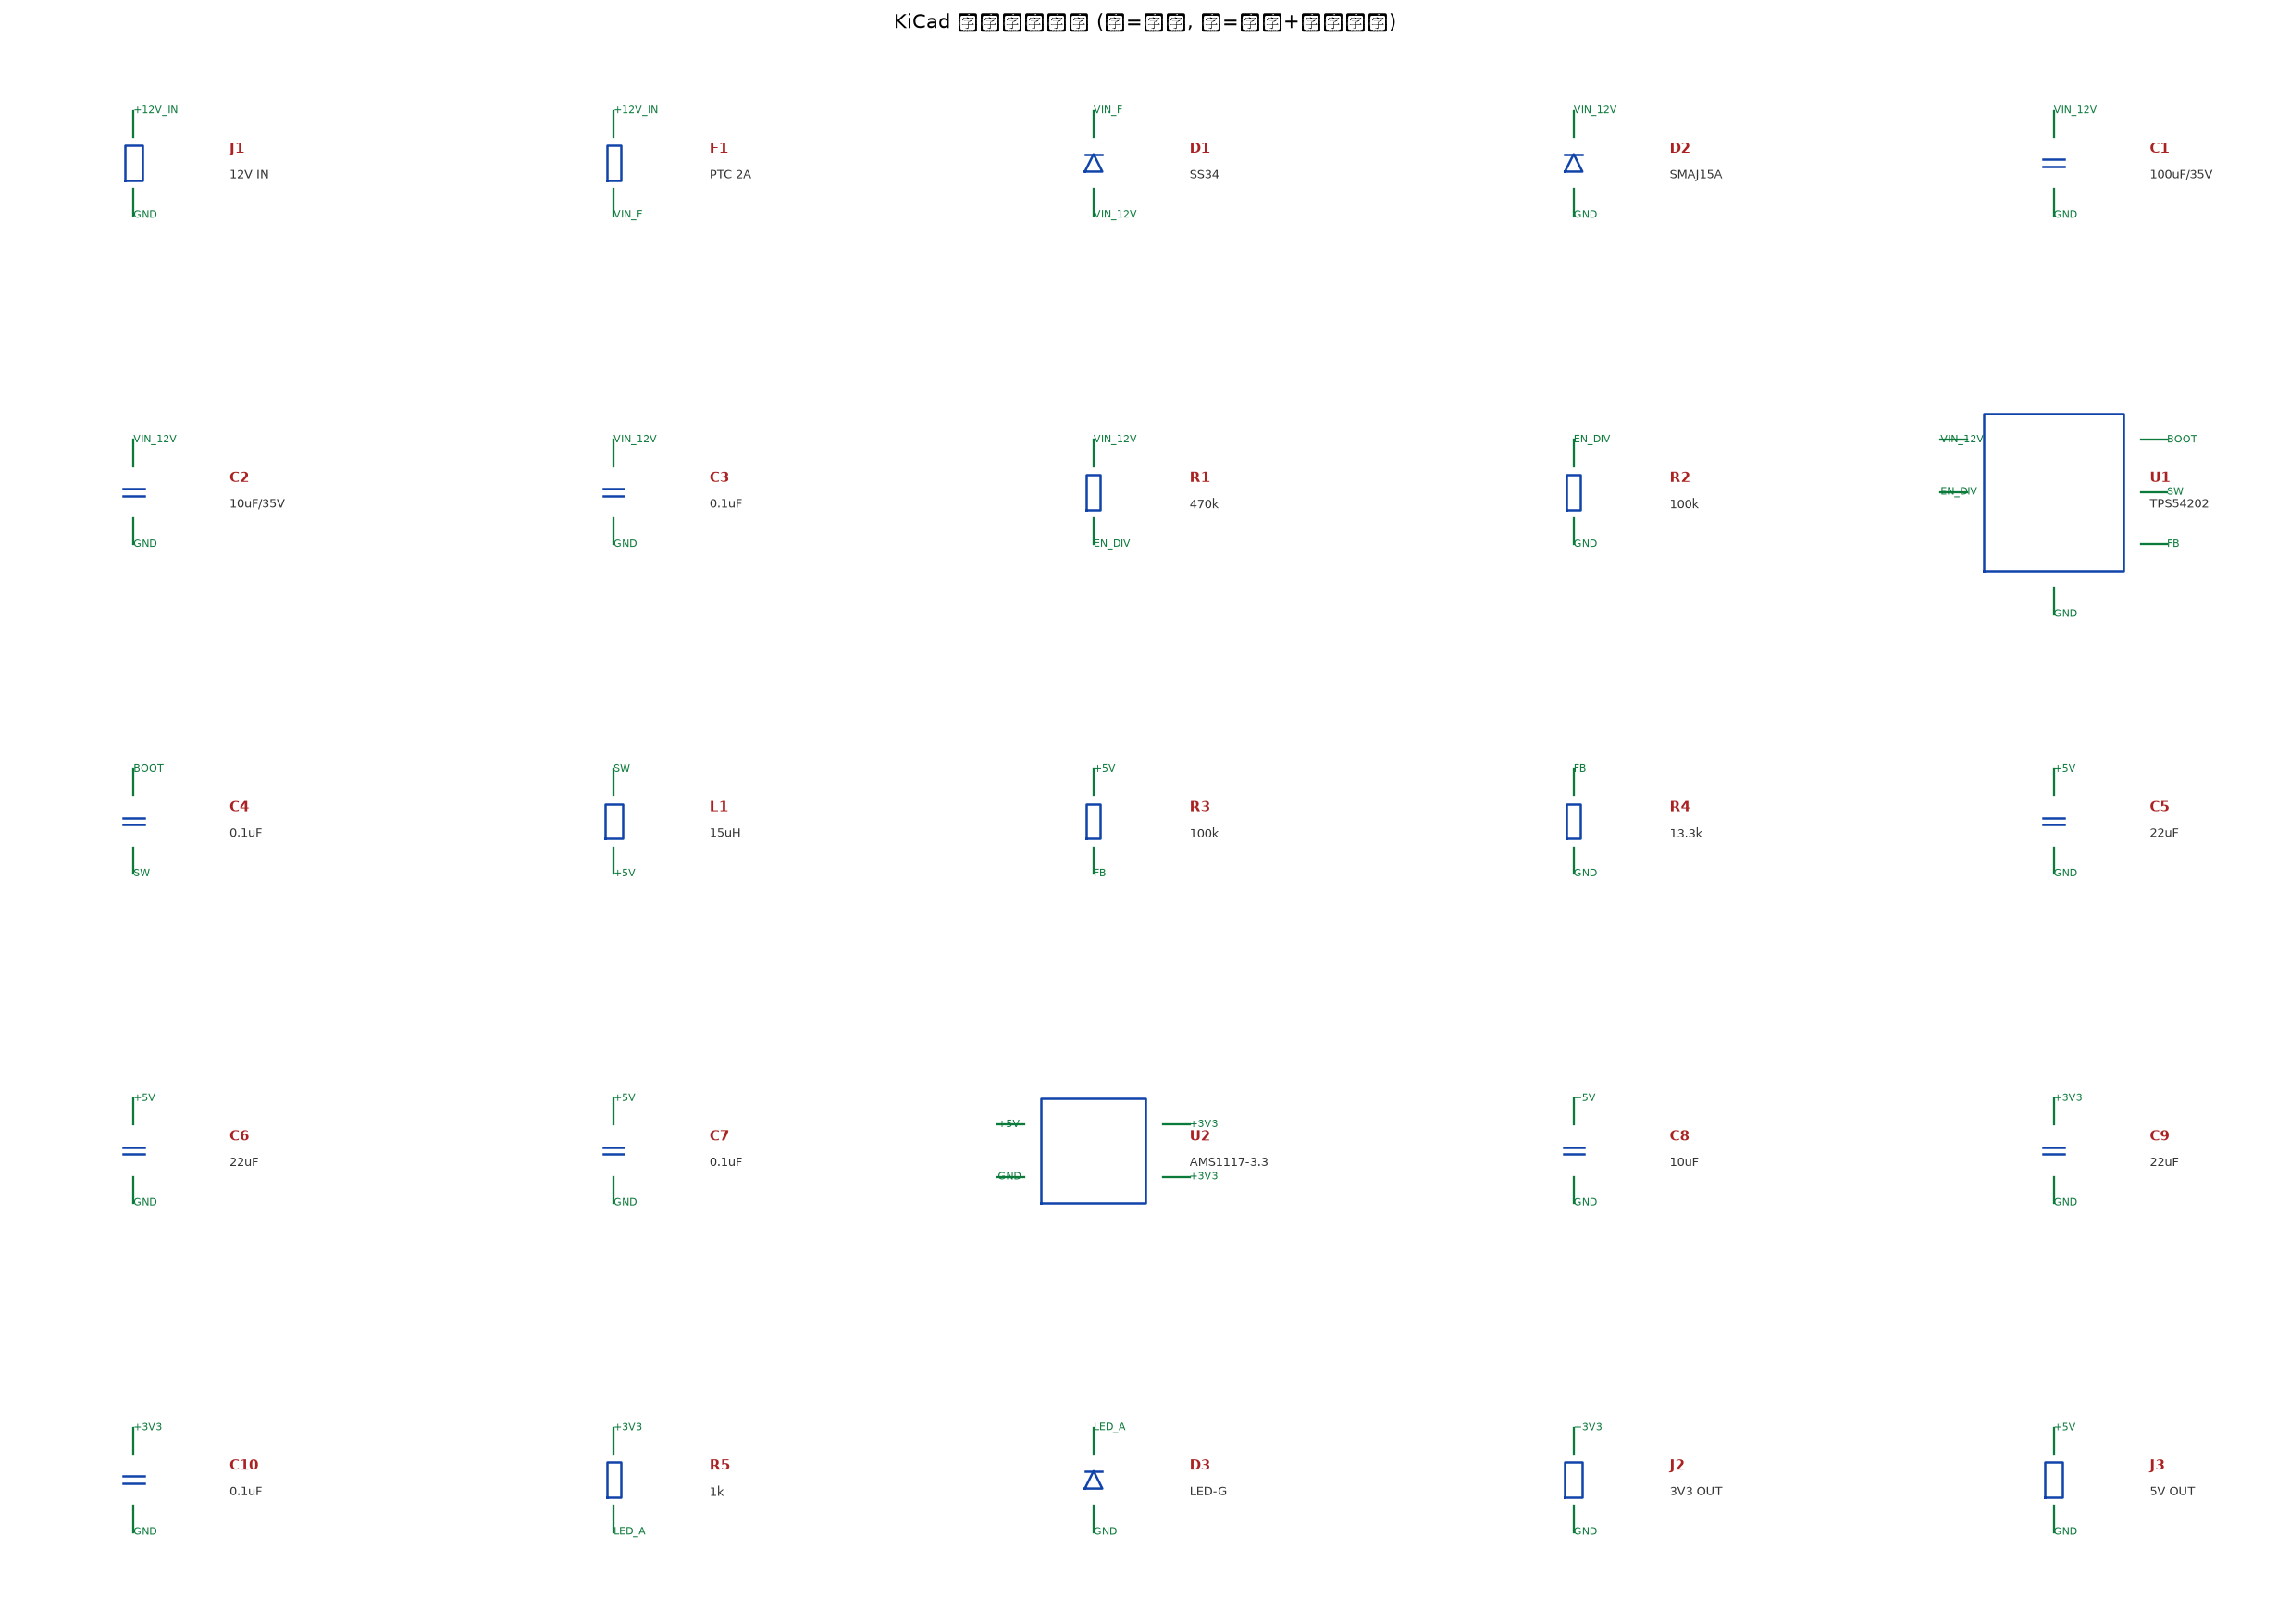 KiCad (=, =+)
+12V_IN
J1
12V IN
GND
+12V_IN
F1
PTC 2A
VIN_F
VIN_F
D1
SS34
VIN_12V
VIN_12V
D2
SMAJ15A
GND
VIN_12V
C1
100uF/35V
GND
VIN_12V
C2
10uF/35V
GND
VIN_12V
C3
0.1uF
GND
VIN_12V
R1
470k
EN_DIV
EN_DIV
R2
100k
GND
VIN_12V
BOOT
U1
EN_DIV
SW
TPS54202
FB
GND
BOOT
C4
0.1uF
SW
SW
L1
15uH
+5V
+5V
R3
100k
FB
FB
R4
13.3k
GND
+5V
C5
22uF
GND
+5V
C6
22uF
GND
+5V
C7
0.1uF
GND
+5V
+3V3
U2
AMS1117-3.3
GND
+3V3
+5V
C8
10uF
GND
+3V3
C9
22uF
GND
+3V3
C10
0.1uF
GND
+3V3
R5
1k
LED_A
LED_A
D3
LED-G
GND
+3V3
J2
3V3 OUT
GND
+5V
J3
5V OUT
GND